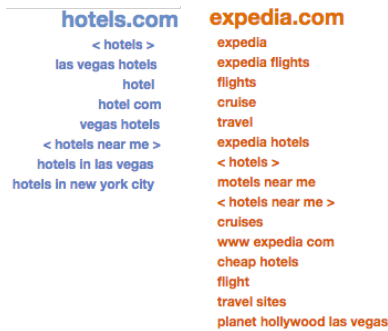 hotels.com
< hotels >
las vegas hotels
hotel
hotel com
vegas hotels
< hotels near me >
hotels in las vegas
hotels in new york city
expedia.com
expedia
expedia flights
flights
cruise
travel
expedia hotels
< hotels >
motels near me
< hotels near me >
cruises
www expedia com
cheap hotels
flight
travel sites
planet hollywood las vegas